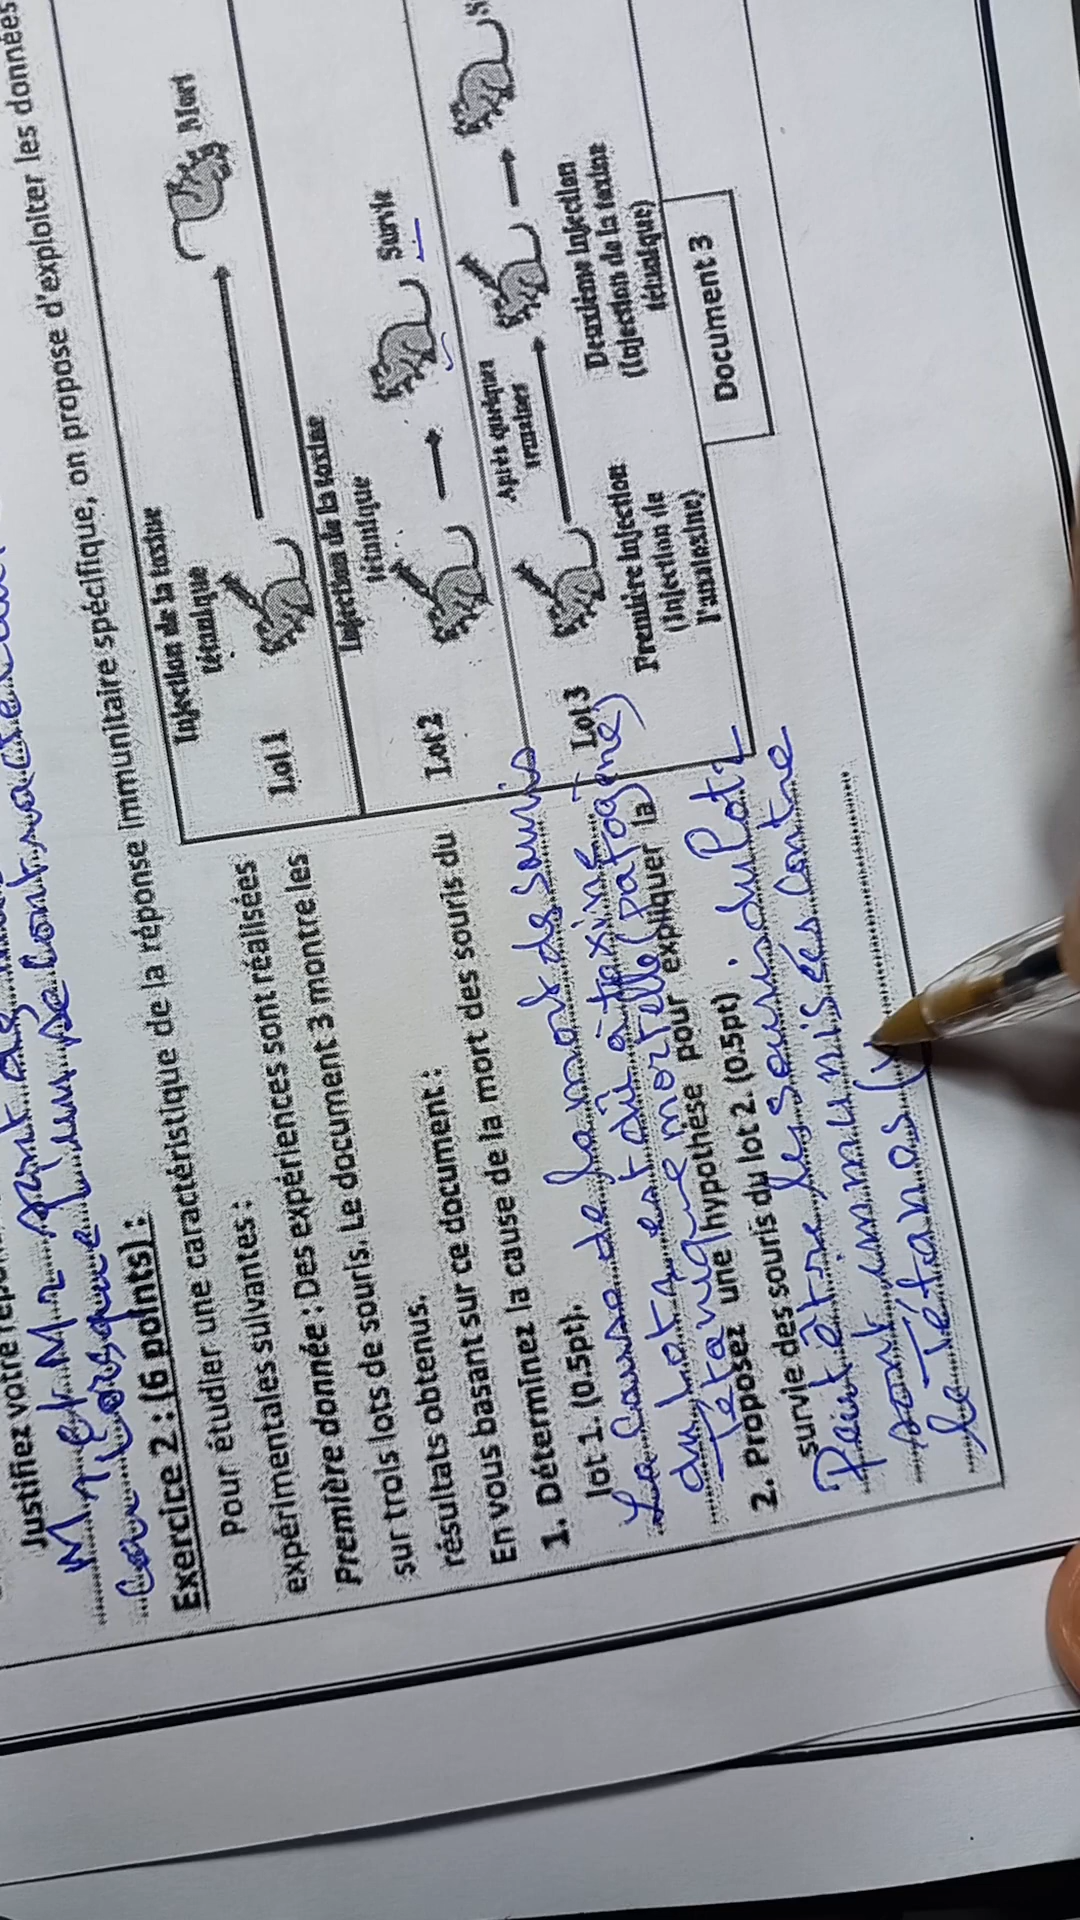 Justifiez votre
M1 et M2 sont
Exercice 2 : (6 points) :
Pour étudier une caractéristique de la réponse immunitaire spécifique, on propose d'exploiter les données
expérimentales suivantes :
Première donnée : Des expériences sont réalisées
sur trois lots de souris. Le document 3 montre les
résultats obtenus.
En vous basant sur ce document :
1. Déterminez la cause de la mort des souris du
lot 1. (0.5pt).
La cause de la mort de souris
du lot 1 est dû à toxine
Tétanique mortelle (patogène)
2. Proposez une hypothèse pour expliquer la
survie des souris du lot 2. (0.5pt)
Peut être les souris du lot 2
sont immunisées contre
le Tétanos (
Lot 1
Injection de la toxine
tétanique
Mort
Lot 2
Injection de la toxine
tétanique
Survie
Lot 3
Première injection
(Injection de
l'anatoxine)
Après quelques
semaines
Deuxième injection
(Injection de la toxine
tétanique)
Document 3